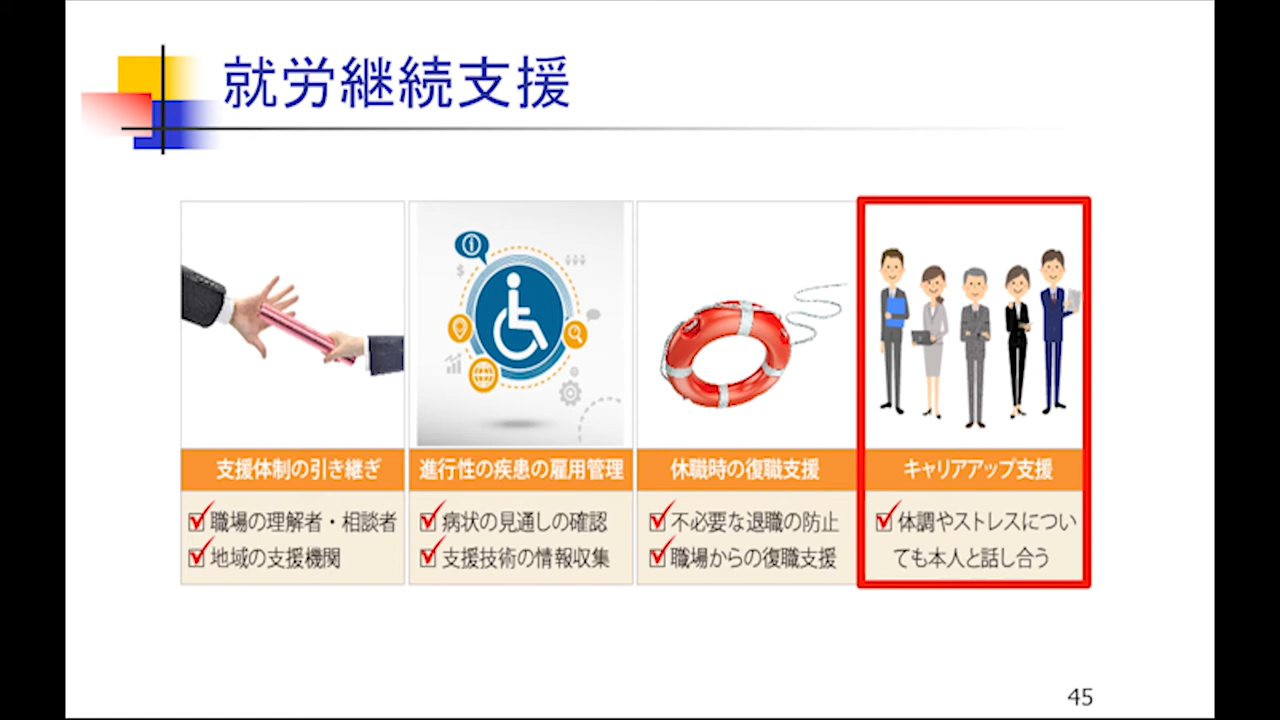 就労継続支援
支援体制の引き継ぎ
職場の理解者・相談者
地域の支援機関
進行性の疾患の雇用管理
病状の見通しの確認
支援技術の情報収集
休職時の復職支援
不必要な退職の防止
職場からの復職支援
キャリアアップ支援
体調やストレスについ
ても本人と話し合う
45